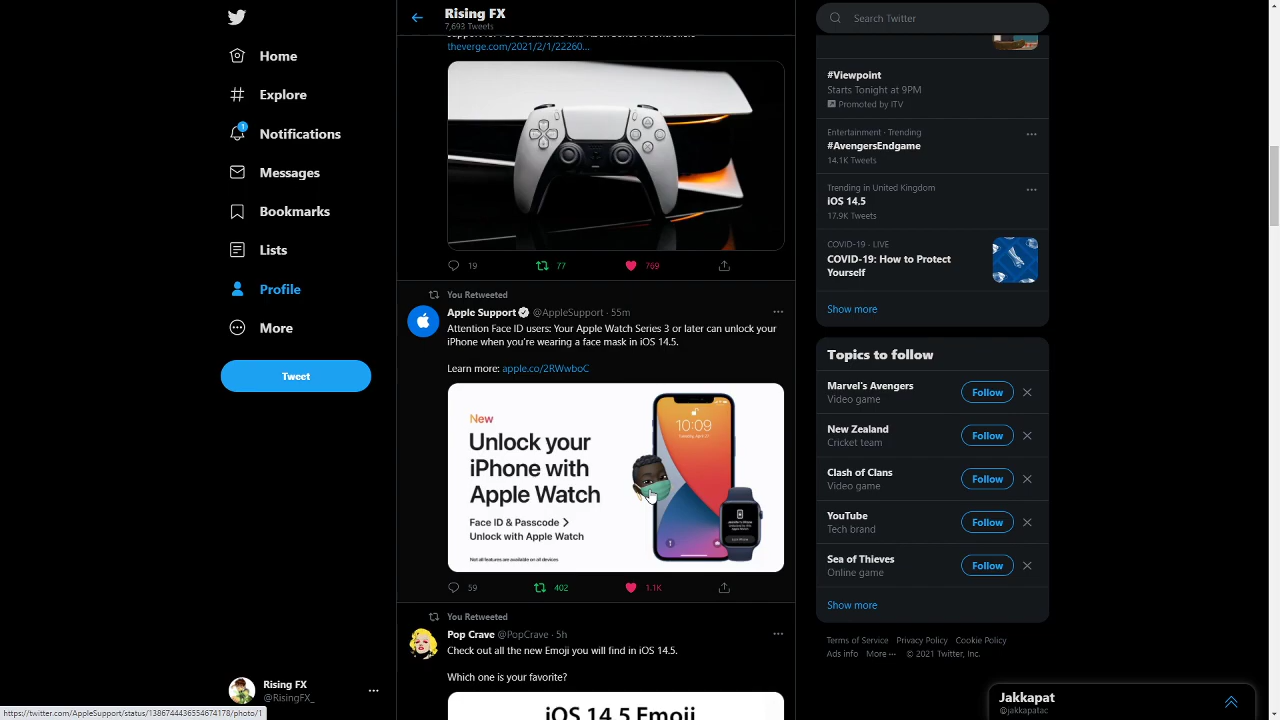 Home
Explore
1
Notifications
Messages
Bookmarks
Lists
Profile
More
Tweet
Rising FX
@RisingFX_
https://twitter.com/AppleSupport/status/1386744436554674178/photo/1
Rising FX
7,693 Tweets
theverge.com/2021/2/1/22260...
19
77
769
You Retweeted
Apple Support @AppleSupport · 55m
Attention Face ID users: Your Apple Watch Series 3 or later can unlock your
iPhone when you're wearing a face mask in iOS 14.5.
Learn more: apple.co/2RWwboC
New
Unlock your
iPhone with
Apple Watch
Face ID & Passcode >
Unlock with Apple Watch
Not all features are available on all devices
10:09
59
402
1.1K
You Retweeted
Pop Crave @PopCrave · 5h
Check out all the new Emoji you will find in iOS 14.5.
Which one is your favorite?
iOS 14.5 Emoji
Search Twitter
#Viewpoint
Starts Tonight at 9PM
Promoted by ITV
Entertainment · Trending
#AvengersEndgame
14.1K Tweets
Trending in United Kingdom
iOS 14.5
17.9K Tweets
COVID-19 · LIVE
COVID-19: How to Protect
Yourself
Show more
Topics to follow
Marvel's Avengers
Video game
Follow
New Zealand
Cricket team
Follow
Clash of Clans
Video game
Follow
YouTube
Tech brand
Follow
Sea of Thieves
Online game
Follow
Show more
Terms of Service Privacy Policy Cookie Policy
Ads info More ··· © 2021 Twitter, Inc.
Jakkapat
@jakkapatac